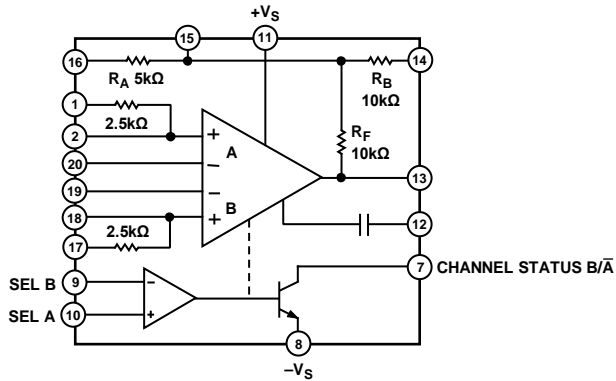 +VS
15
11
16
14
RA 5kΩ
RB
10kΩ
1
2.5kΩ
RF
10kΩ
2
+
A
20
–
13
19
–
B
18
+
12
2.5kΩ
17
7
CHANNEL STATUS B/A̅
SEL B
9
–
SEL A
10
+
8
–VS